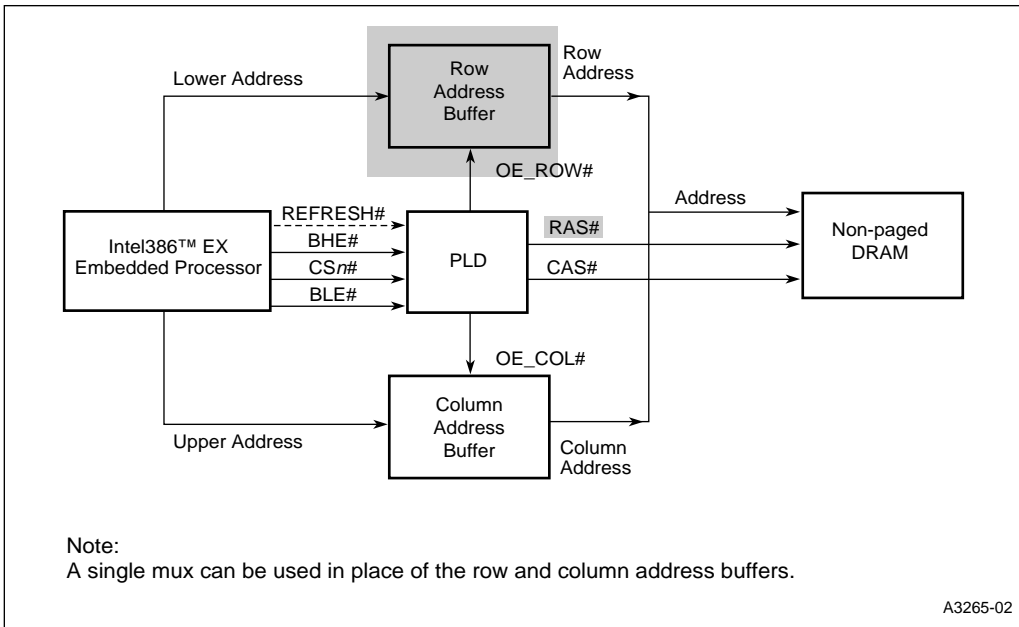 Lower Address
Row
Address
Buffer
Row
Address
OE_ROW#
Intel386™ EX
Embedded Processor
REFRESH#
BHE#
CSn#
BLE#
PLD
RAS#
CAS#
Address
Non-paged
DRAM
OE_COL#
Upper Address
Column
Address
Buffer
Column
Address
Note:
A single mux can be used in place of the row and column address buffers.
A3265-02